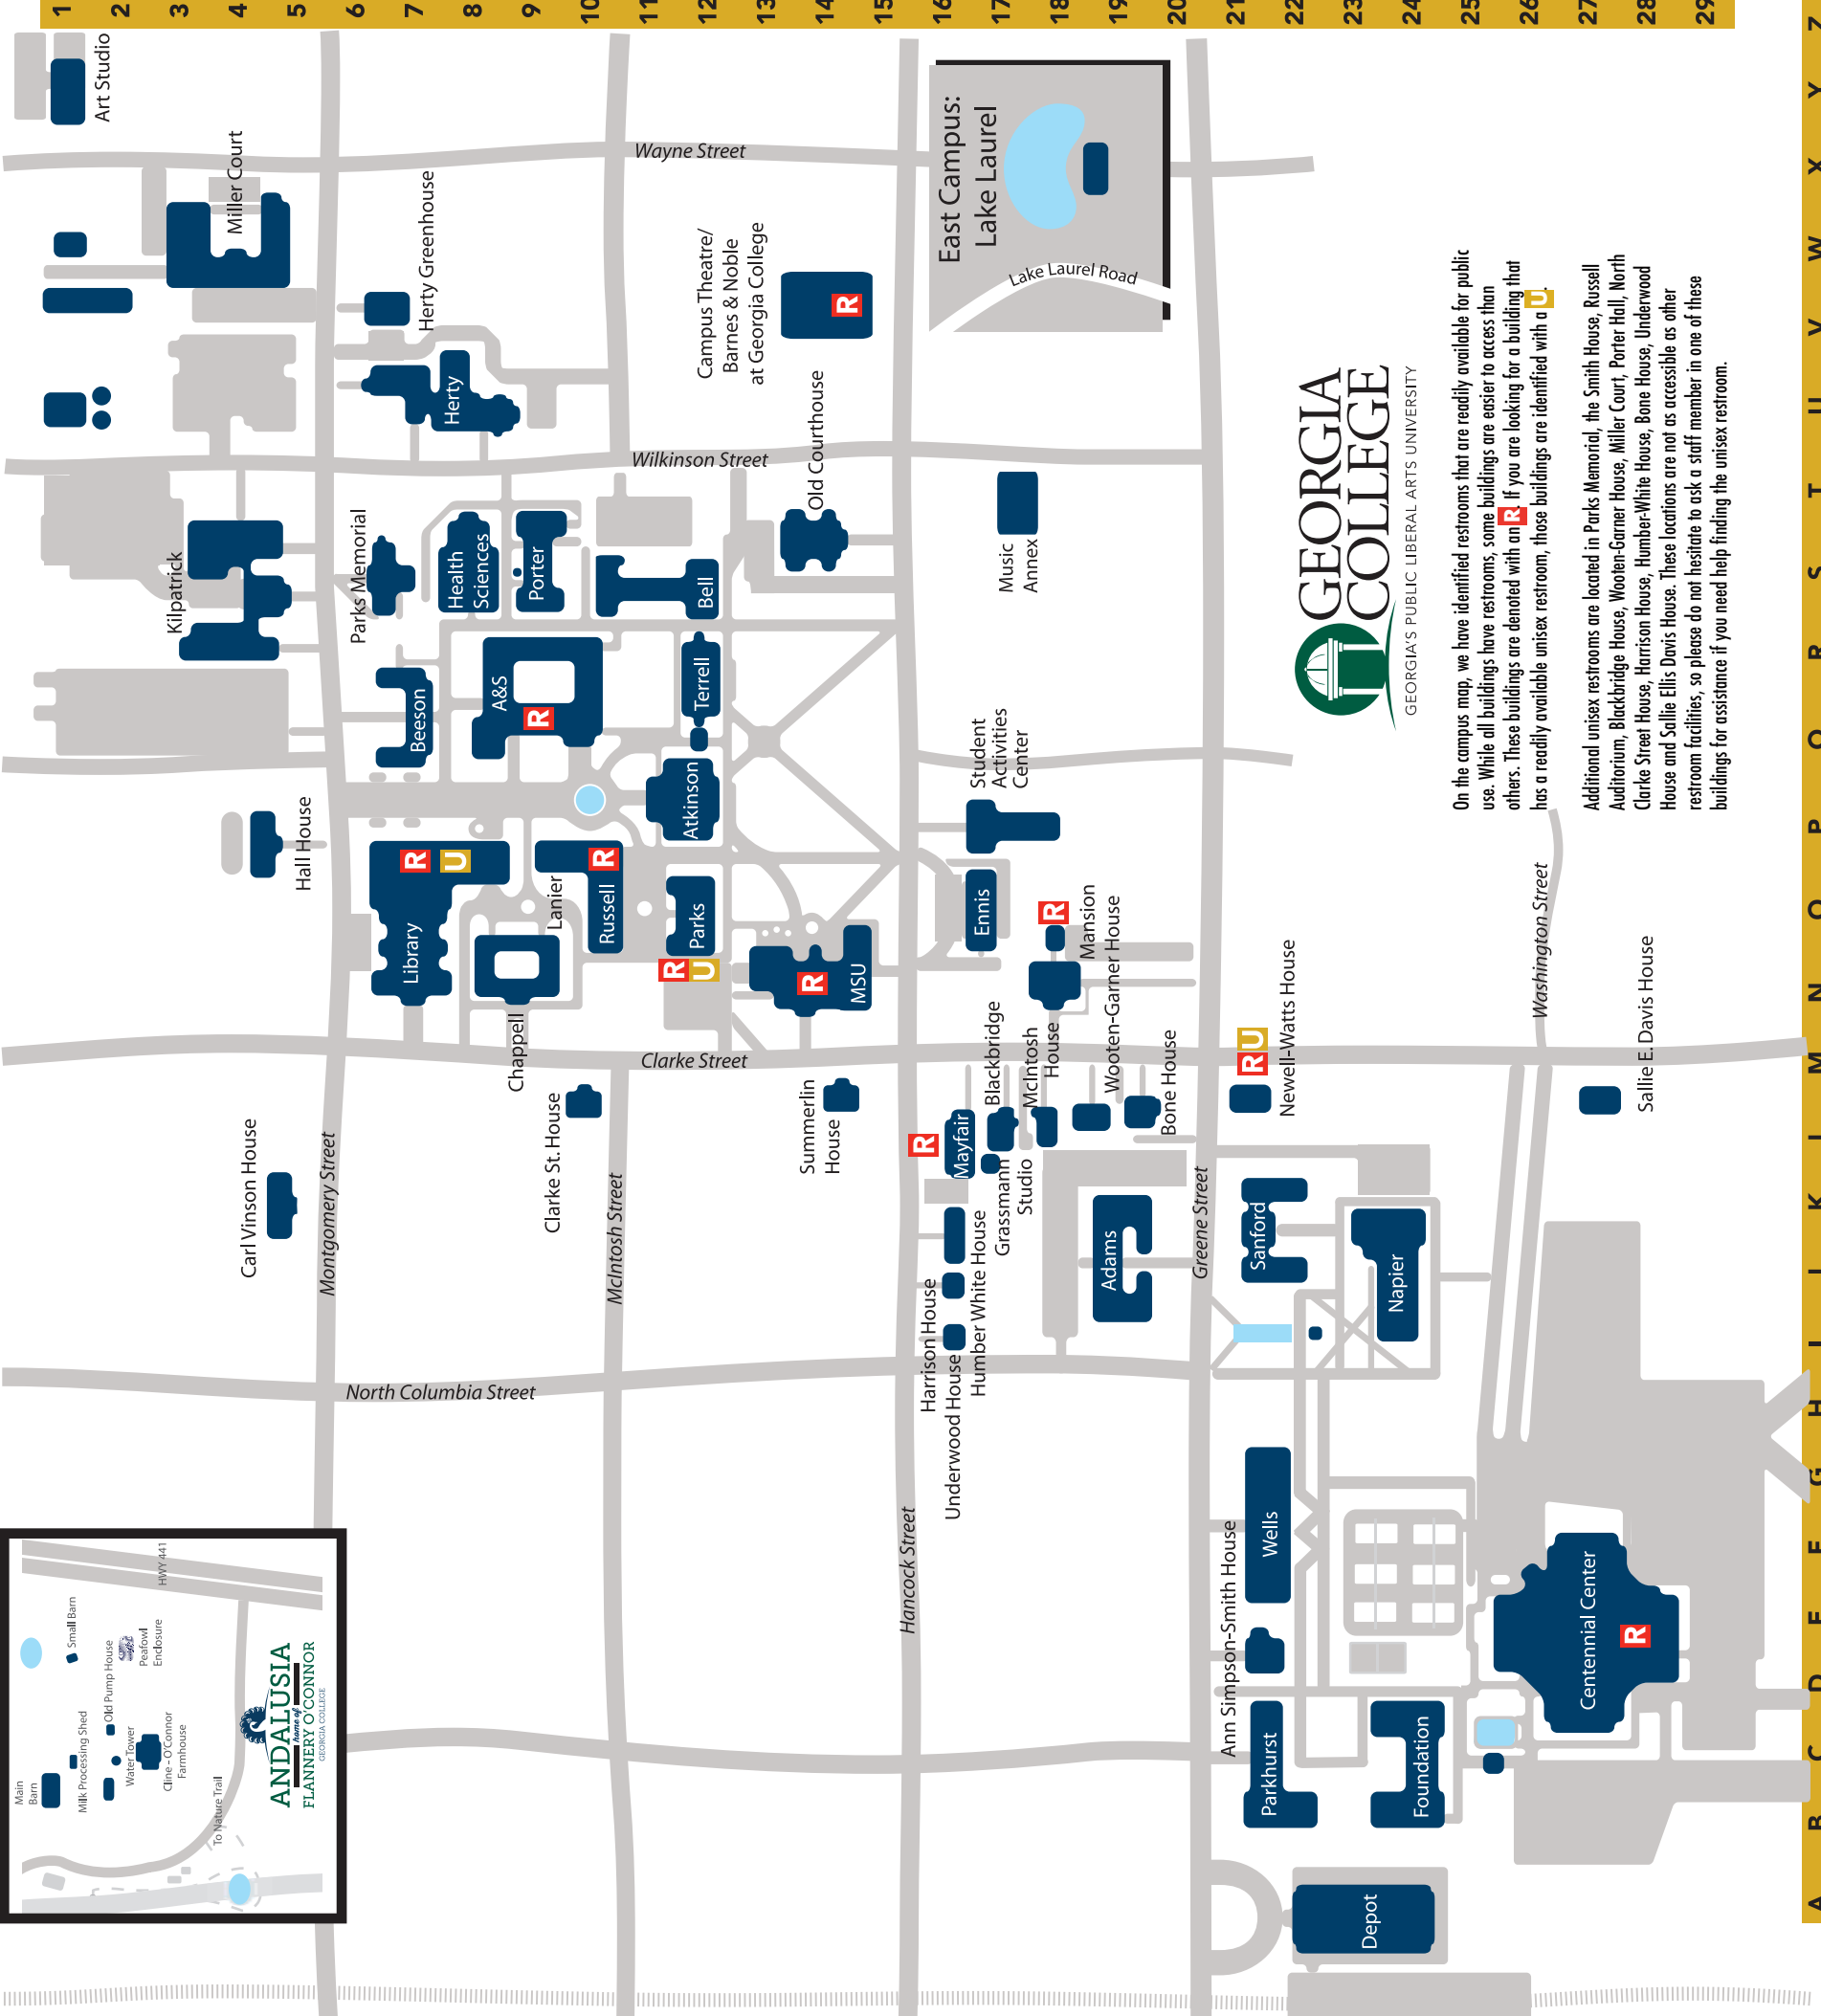 Main
Barn
Milk Processing Shed
Small Barn
Old Pump House
Water Tower
Peafowl
Enclosure
Cline - O'Connor
Farmhouse
HWY 441
To Nature Trail
ANDALUSIA
home of
FLANNERY O'CONNOR
GEORGIA COLLEGE
Art Studio
Miller Court
Kilpatrick
Hall House
Carl Vinson House
Montgomery Street
North Columbia Street
Clarke Street
Wilkinson Street
Wayne Street
Parks Memorial
Herty Greenhouse
Herty
Beeson
Library
R
U
Health
Sciences
Porter
A&S
R
Chappell
Lanier
Russell
R
Clarke St. House
McIntosh Street
Bell
Terrell
Atkinson
Parks
R
U
Campus Theatre/
Barnes & Noble
at Georgia College
R
Old Courthouse
MSU
R
Summerlin
House
Hancock Street
R
Mayfair
Blackbridge
Grassmann
Studio
McIntosh
House
Harrison House
Underwood House
Humber White House
Ennis
Student
Activities
Center
Music
Annex
East Campus:
Lake Laurel
Lake Laurel Road
R
Mansion
Wooten-Garner House
Bone House
Adams
Greene Street
R
U
Newell-Watts House
Sanford
Napier
Ann Simpson-Smith House
Wells
Parkhurst
Foundation
Depot
Centennial Center
R
Washington Street
Sallie E. Davis House
GEORGIA
COLLEGE
GEORGIA'S PUBLIC LIBERAL ARTS UNIVERSITY
On the campus map, we have identified restrooms that are readily available for public
use. While all buildings have restrooms, some buildings are easier to access than
others. These buildings are denoted with an R. If you are looking for a building that
has a readily available unisex restroom, those buildings are identified with a U.
Additional unisex restrooms are located in Parks Memorial, the Smith House, Russell
Auditorium, Blackbridge House, Wooten-Garner House, Miller Court, Porter Hall, North
Clarke Street House, Harrison House, Humber-White House, Bone House, Underwood
House and Sallie Ellis Davis House. These locations are not as accessible as other
restroom facilities, so please do not hesitate to ask a staff member in one of these
buildings for assistance if you need help finding the unisex restroom.
1
2
3
4
5
6
7
8
9
10
11
12
13
14
15
16
17
18
19
20
21
22
23
24
25
26
27
28
29